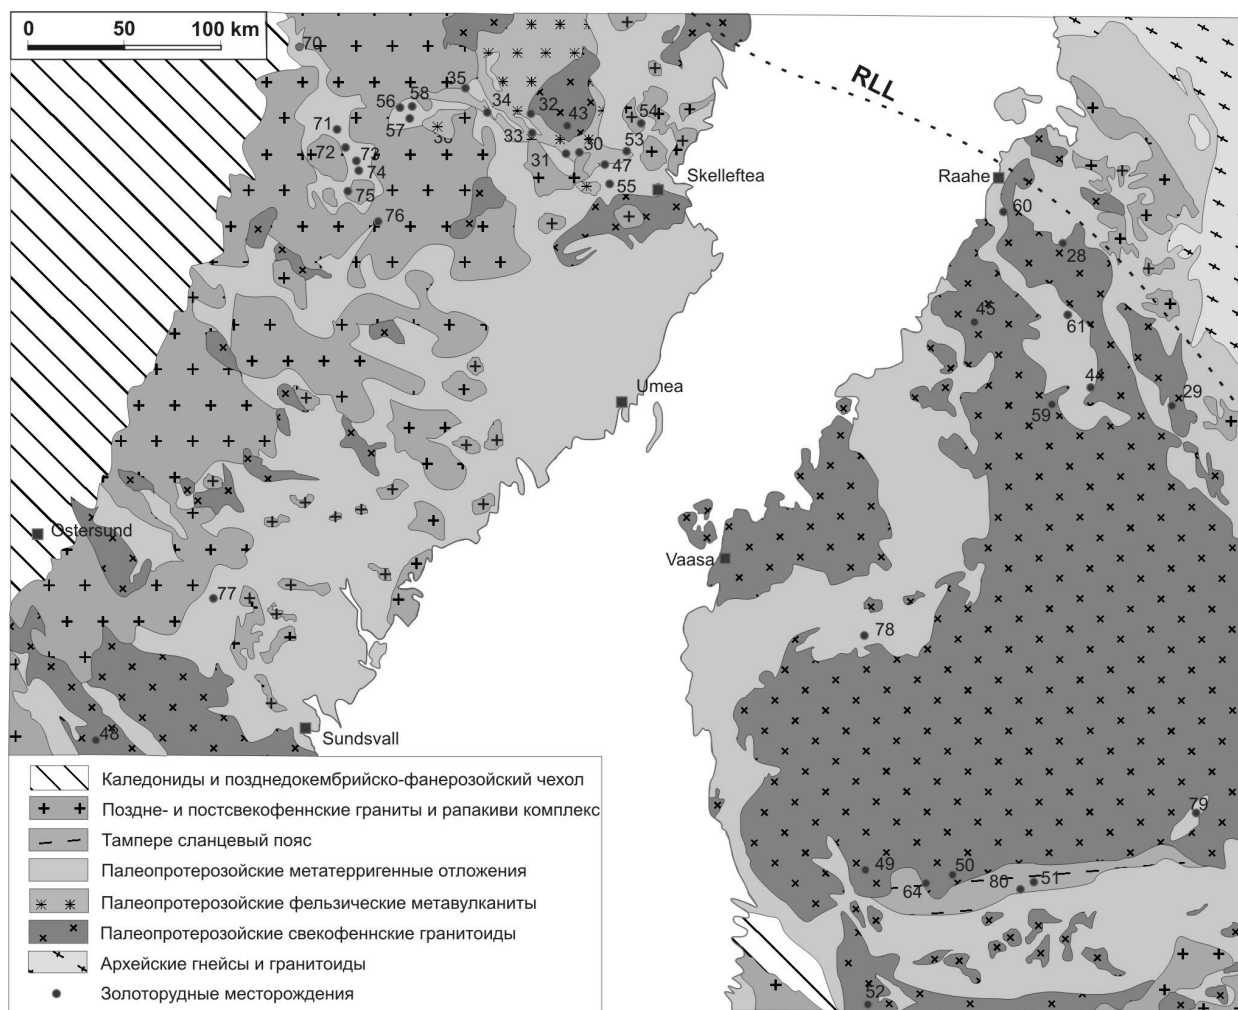 0 50 100 km
70
35
56
58
34
32
54
RLL
71
57
36
33
43
72
73
31
30
53
74
47
Skelleftea
Raahe
75
55
76
60
28
45
61
44
Umea
59
29
Ostersund
Vaasa
77
78
48
Sundsvall
79
49
50
64
80
51
52
Каледониды и позднедокембрийско-фанерозойский чехол
Поздне- и постсвекофеннские граниты и рапакиви комплекс
Тампере сланцевый пояс
Палеопротерозойские метатерригенные отложения
Палеопротерозойские фельзические метавулканиты
Палеопротерозойские свекофеннские гранитоиды
Архейские гнейсы и гранитоиды
Золоторудные месторождения